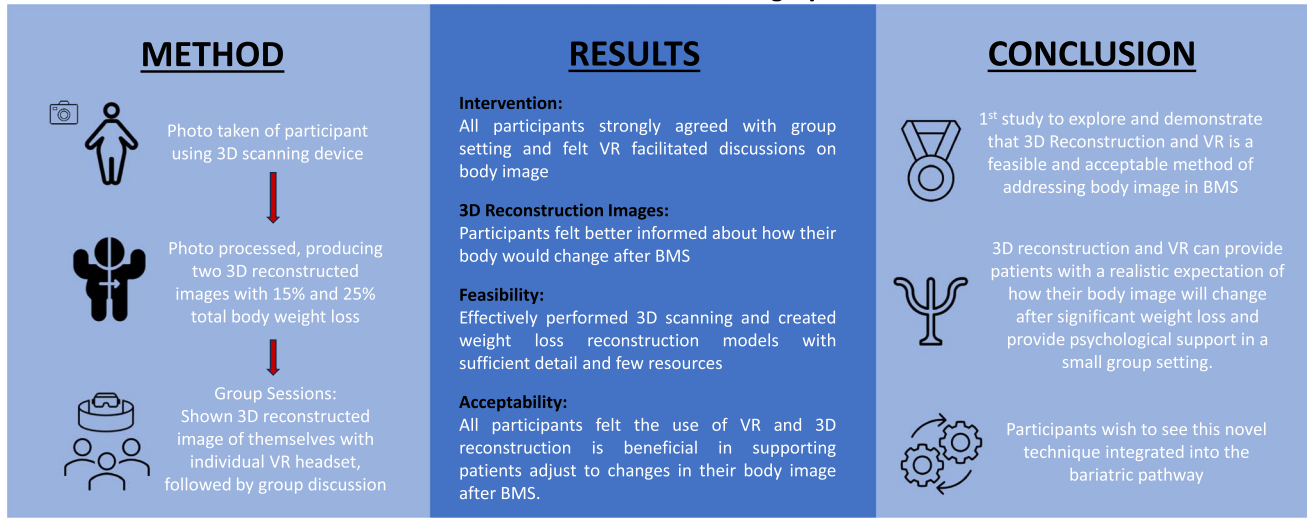 METHOD
Photo taken of participant
using 3D scanning device
Photo processed, producing
two 3D reconstructed
images with 15% and 25%
total body weight loss
Group Sessions:
Shown 3D reconstructed
image of themselves with
individual VR headset,
followed by group discussion
RESULTS
Intervention:
All participants strongly agreed with group
setting and felt VR facilitated discussions on
body image
3D Reconstruction Images:
Participants felt better informed about how their
body would change after BMS
Feasibility:
Effectively performed 3D scanning and created
weight loss reconstruction models with
sufficient detail and few resources
Acceptability:
All participants felt the use of VR and 3D
reconstruction is beneficial in supporting
patients adjust to changes in their body image
after BMS.
CONCLUSION
1st study to explore and demonstrate
that 3D Reconstruction and VR is a
feasible and acceptable method of
addressing body image in BMS
3D reconstruction and VR can provide
patients with a realistic expectation of
how their body image will change
after significant weight loss and
provide psychological support in a
small group setting.
Participants wish to see this novel
technique integrated into the
bariatric pathway